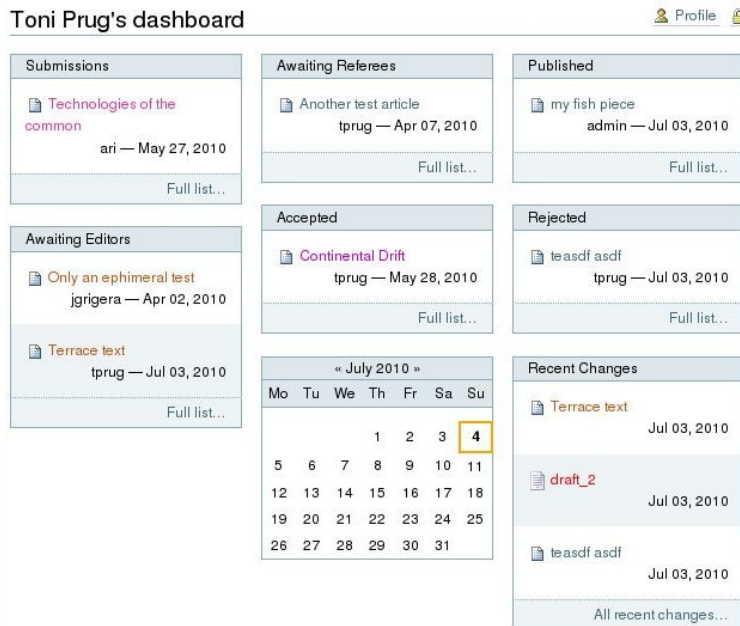 Toni Prug's dashboard
Profile
Submissions
Technologies of the
common
ari — May 27, 2010
Full list...
Awaiting Editors
Only an ephimeral test
jgrigera — Apr 02, 2010
Terrace text
tprug — Jul 03, 2010
Full list...
Awaiting Referees
Another test article
tprug — Apr 07, 2010
Full list...
Accepted
Continental Drift
tprug — May 28, 2010
Full list...
« July 2010 »
Mo Tu We Th Fr Sa Su
1 2 3 4
5 6 7 8 9 10 11
12 13 14 15 16 17 18
19 20 21 22 23 24 25
26 27 28 29 30 31
Published
my fish piece
admin — Jul 03, 2010
Full list...
Rejected
teasdf asdf
tprug — Jul 03, 2010
Full list...
Recent Changes
Terrace text
Jul 03, 2010
draft_2
Jul 03, 2010
teasdf asdf
Jul 03, 2010
All recent changes...